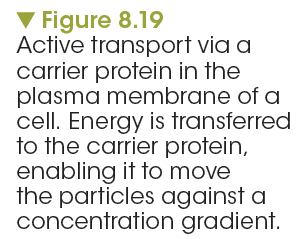 ▼ Figure 8.19
Active transport via a
carrier protein in the
plasma membrane of a
cell. Energy is transferred
to the carrier protein,
enabling it to move
the particles against a
concentration gradient.